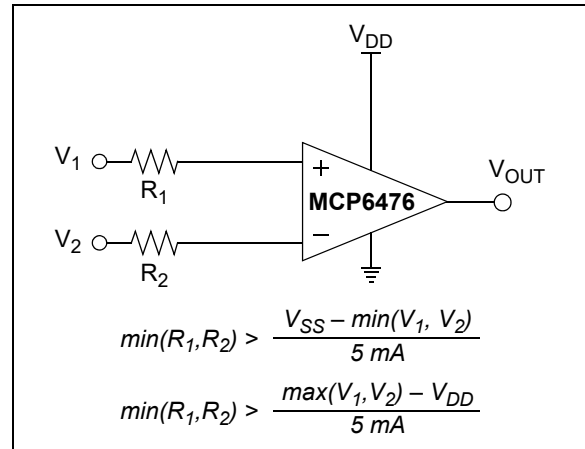 V_DD
V_1
R_1
V_2
R_2
+
−
MCP6476
V_OUT
min(R_1,R_2) > (V_SS – min(V_1, V_2)) / 5 mA
min(R_1,R_2) > (max(V_1,V_2) – V_DD) / 5 mA